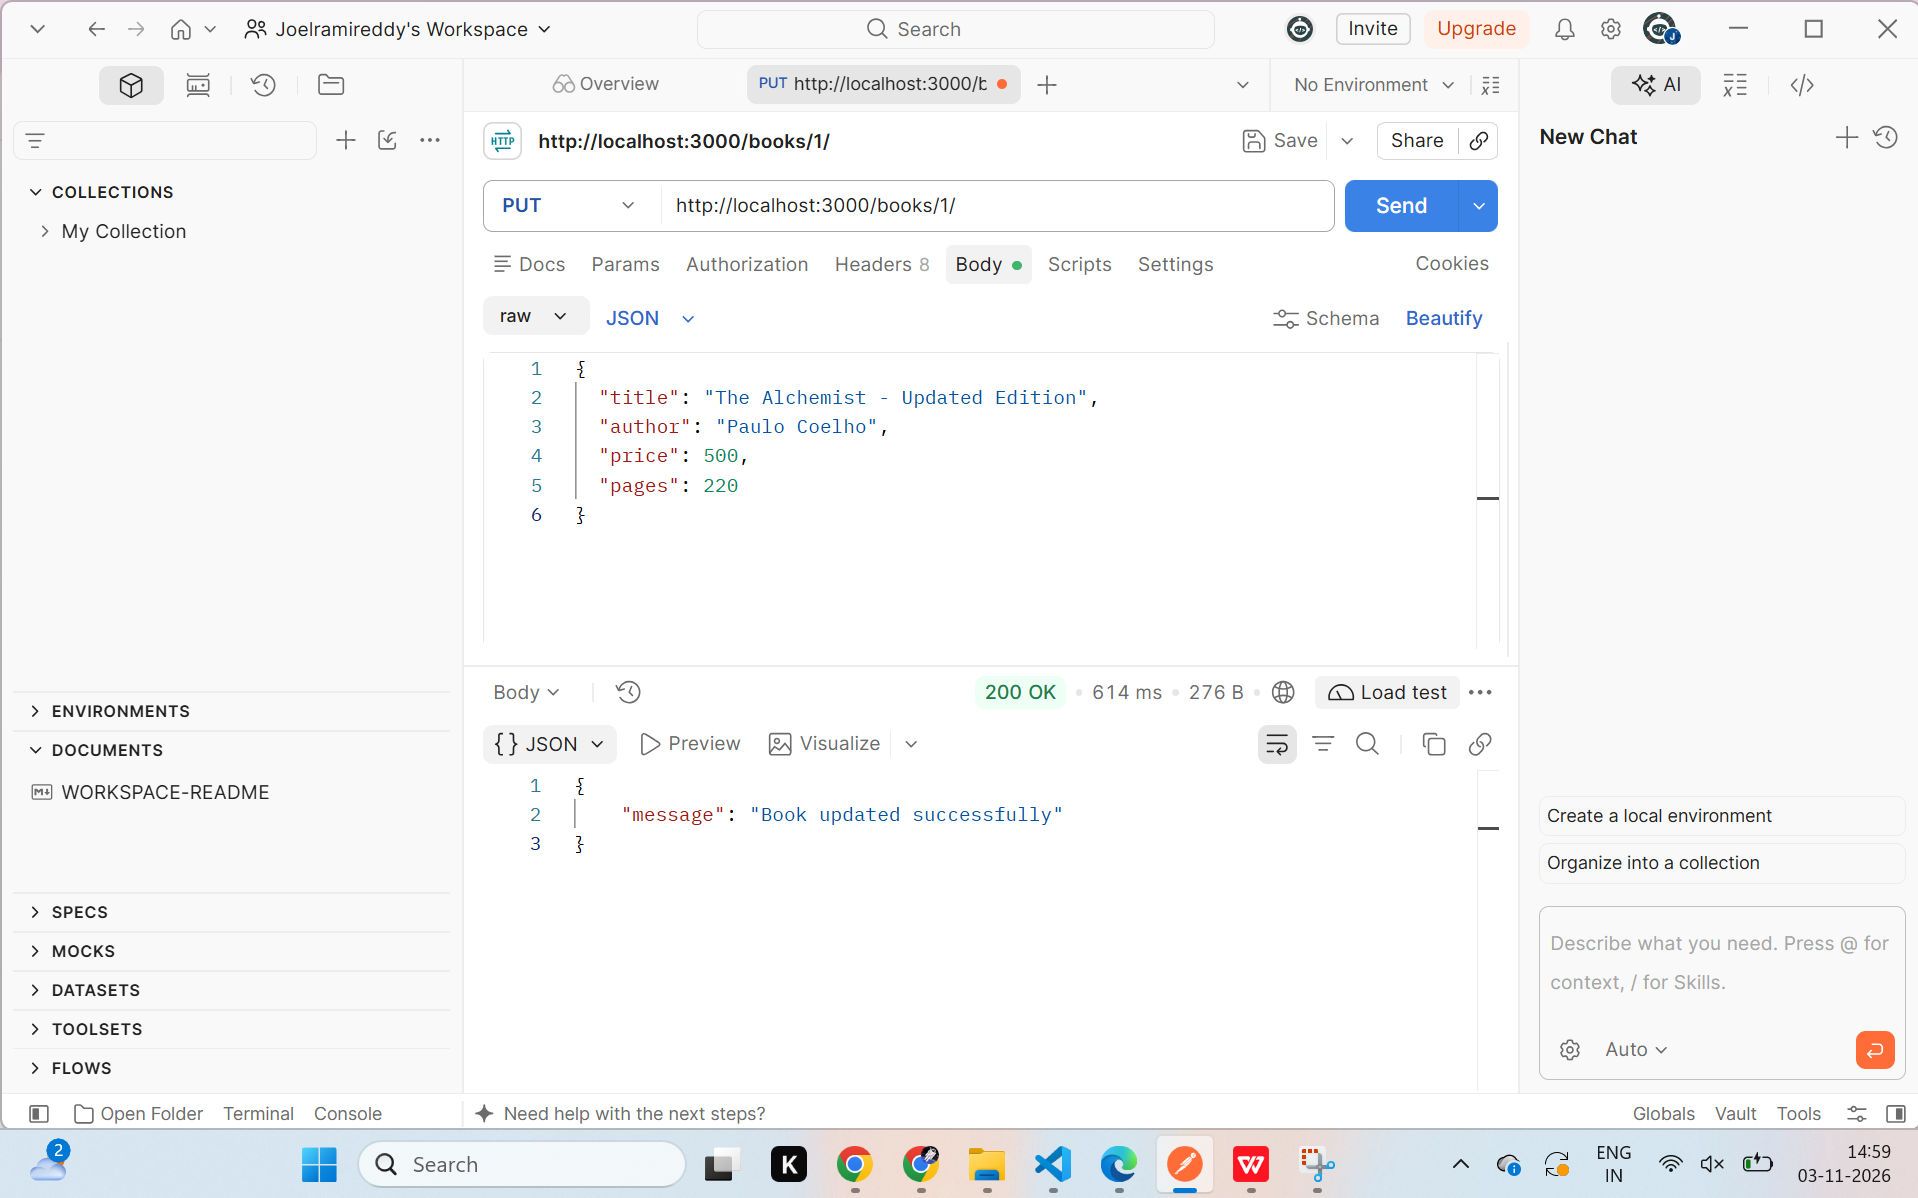 Joelramireddy's Workspace
Search
Invite
Upgrade
J
Overview
PUT http://localhost:3000/b
No Environment
AI
HTTP
http://localhost:3000/books/1/
Save
Share
New Chat
COLLECTIONS
My Collection
PUT
http://localhost:3000/books/1/
Send
Docs
Params
Authorization
Headers 8
Body
Scripts
Settings
Cookies
raw
JSON
Schema
Beautify
1 {
2 "title": "The Alchemist - Updated Edition",
3 "author": "Paulo Coelho",
4 "price": 500,
5 "pages": 220
6 }
Body
200 OK
614 ms
276 B
Load test
{ } JSON
Preview
Visualize
1 {
2 "message": "Book updated successfully"
3 }
ENVIRONMENTS
DOCUMENTS
WORKSPACE-README
SPECS
MOCKS
DATASETS
TOOLSETS
FLOWS
Create a local environment
Organize into a collection
Describe what you need. Press @ for
context, / for Skills.
Auto
Open Folder
Terminal
Console
Need help with the next steps?
Globals
Vault
Tools
2
Search
K
W
ENG
IN
14:59
03-11-2026